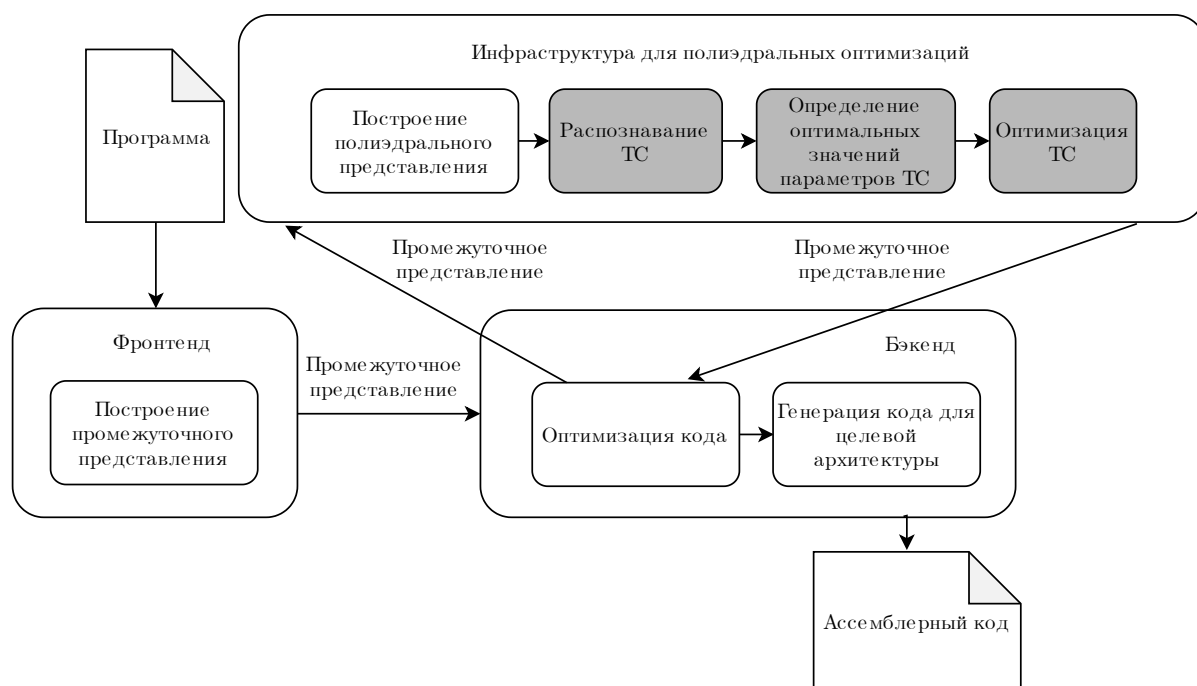 Инфраструктура для полиэдральных оптимизаций
Программа
Построение
полиэдрального
представления
Распознавание
ТС
Определение
оптимальных
значений
параметров ТС
Оптимизация
ТС
Промежуточное
представление
Промежуточное
представление
Фронтенд
Построение
промежуточного
представления
Промежуточное
представление
Бэкенд
Оптимизация кода
Генерация кода для
целевой
архитектуры
Ассемблерный код